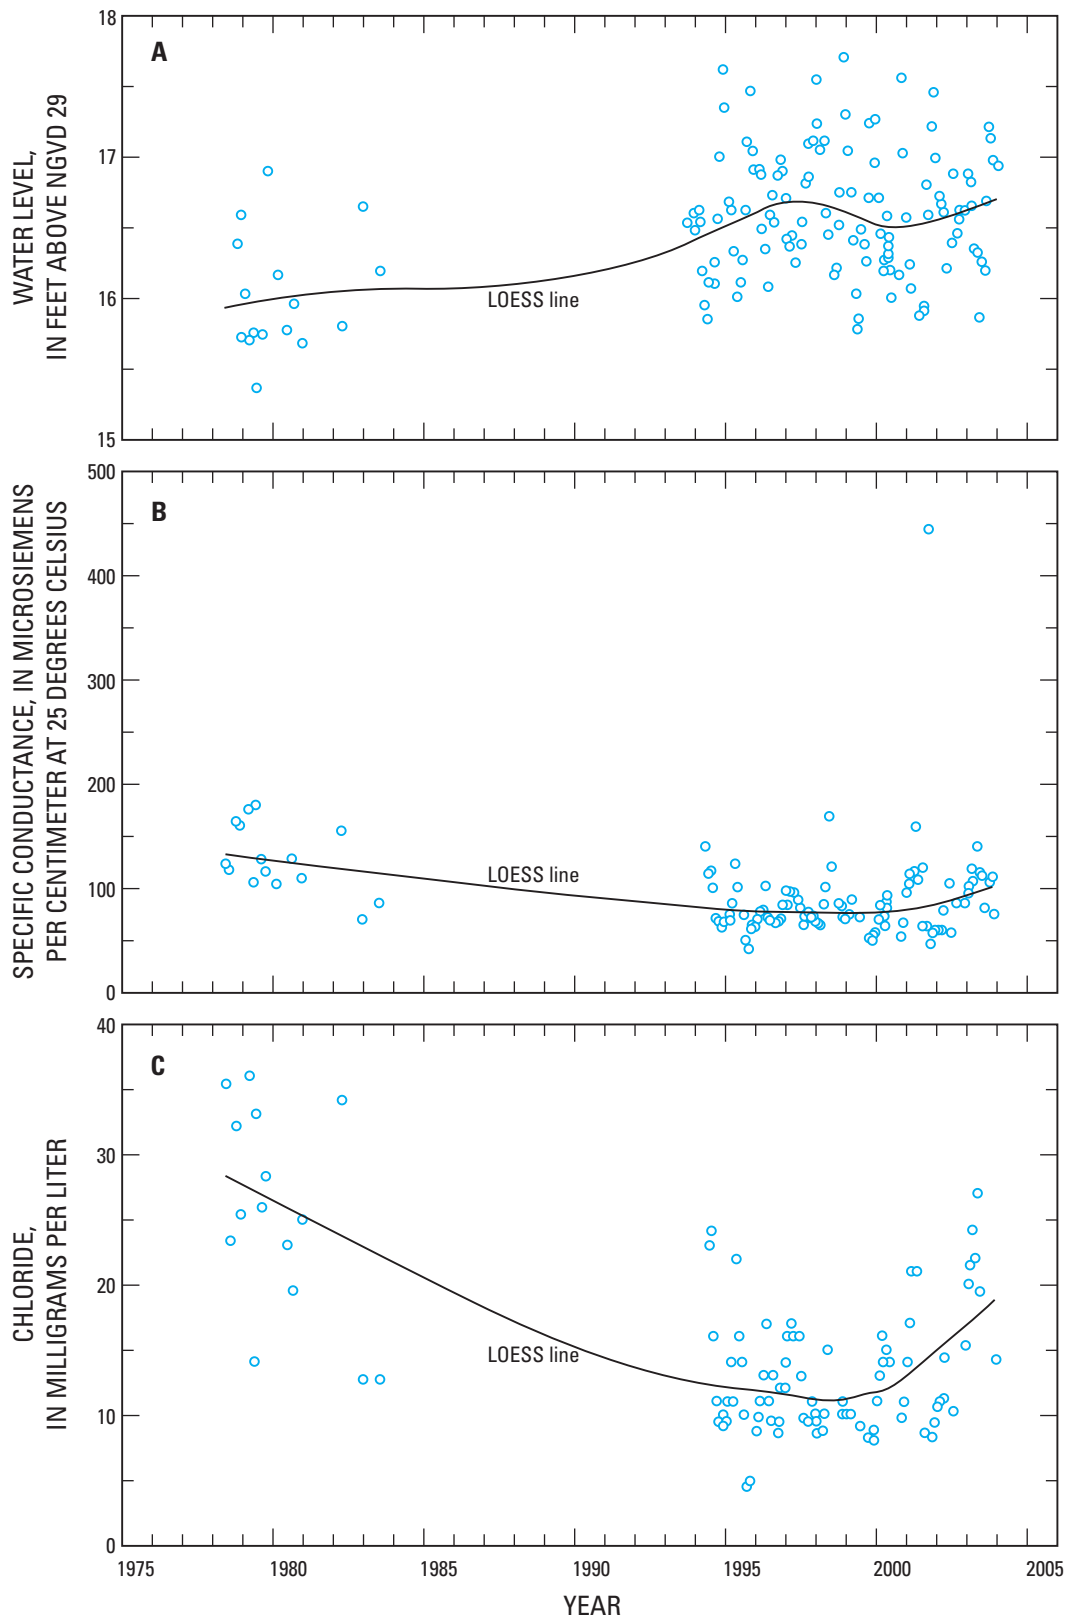 A
WATER LEVEL,
IN FEET ABOVE NGVD 29
18
17
16
15
LOESS line
B
SPECIFIC CONDUCTANCE, IN MICROSIEMENS
PER CENTIMETER AT 25 DEGREES CELSIUS
500
400
300
200
100
0
LOESS line
C
CHLORIDE,
IN MILLIGRAMS PER LITER
40
30
20
10
0
LOESS line
1975 1980 1985 1990 1995 2000 2005
YEAR